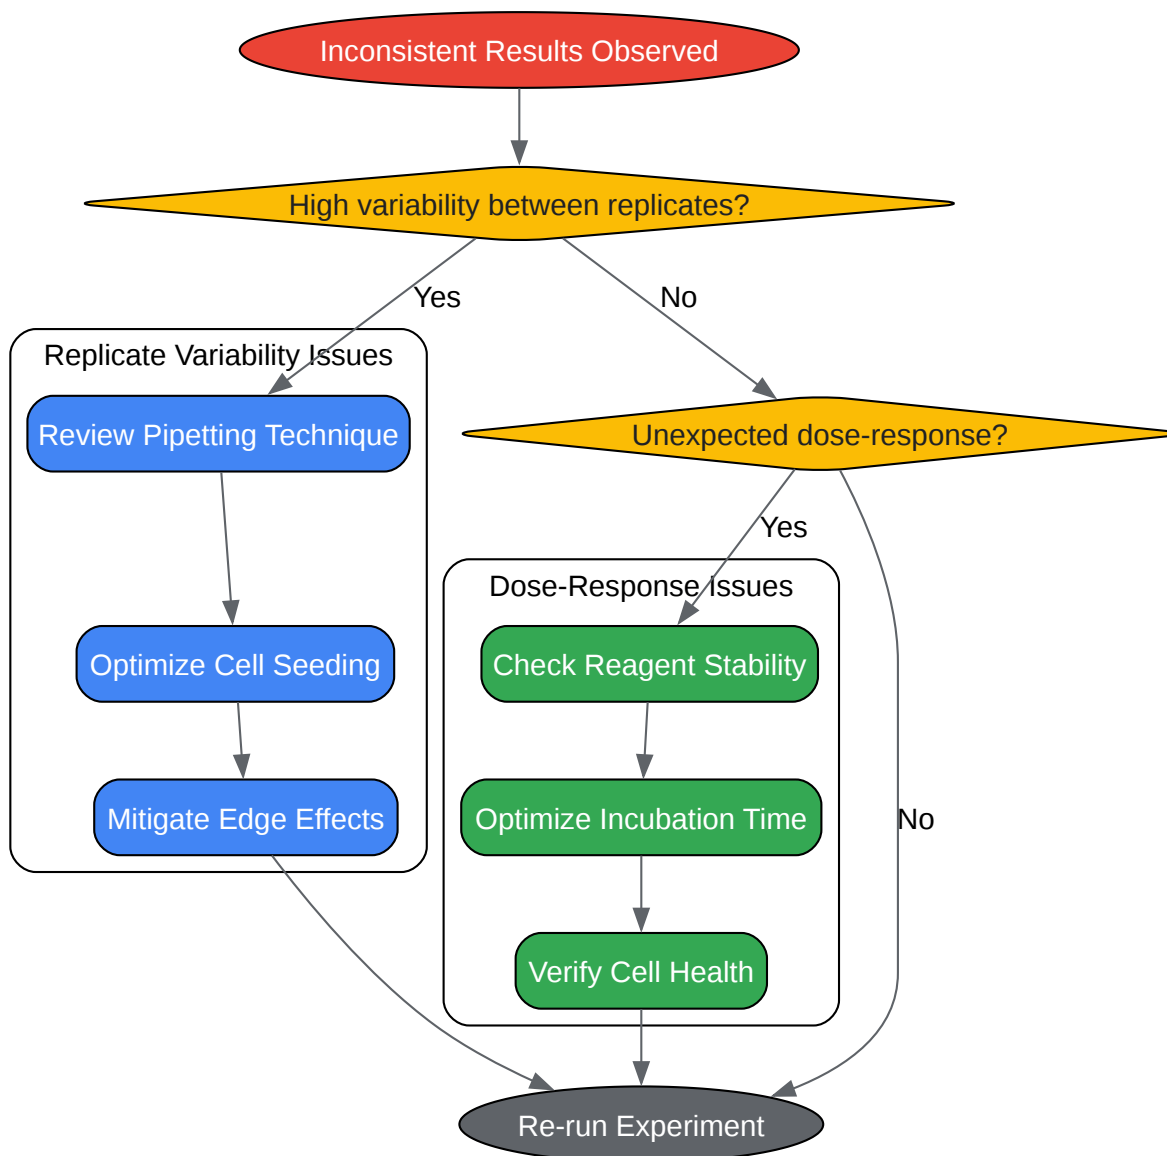 Inconsistent Results Observed
High variability between replicates?
Yes
No
Replicate Variability Issues
Review Pipetting Technique
Unexpected dose-response?
Yes
Dose-Response Issues
Optimize Cell Seeding
Check Reagent Stability
Mitigate Edge Effects
Optimize Incubation Time
No
Verify Cell Health
Re-run Experiment